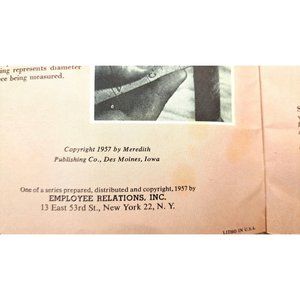 ing represents diameter
ee being measured.
Copyright 1957 by Meredith
Publishing Co., Des Moines, Iowa
One of a series prepared, distributed and copyright, 1957 by
EMPLOYEE RELATIONS, INC.
13 East 53rd St., New York 22, N. Y.
LITHO IN U.S.A.